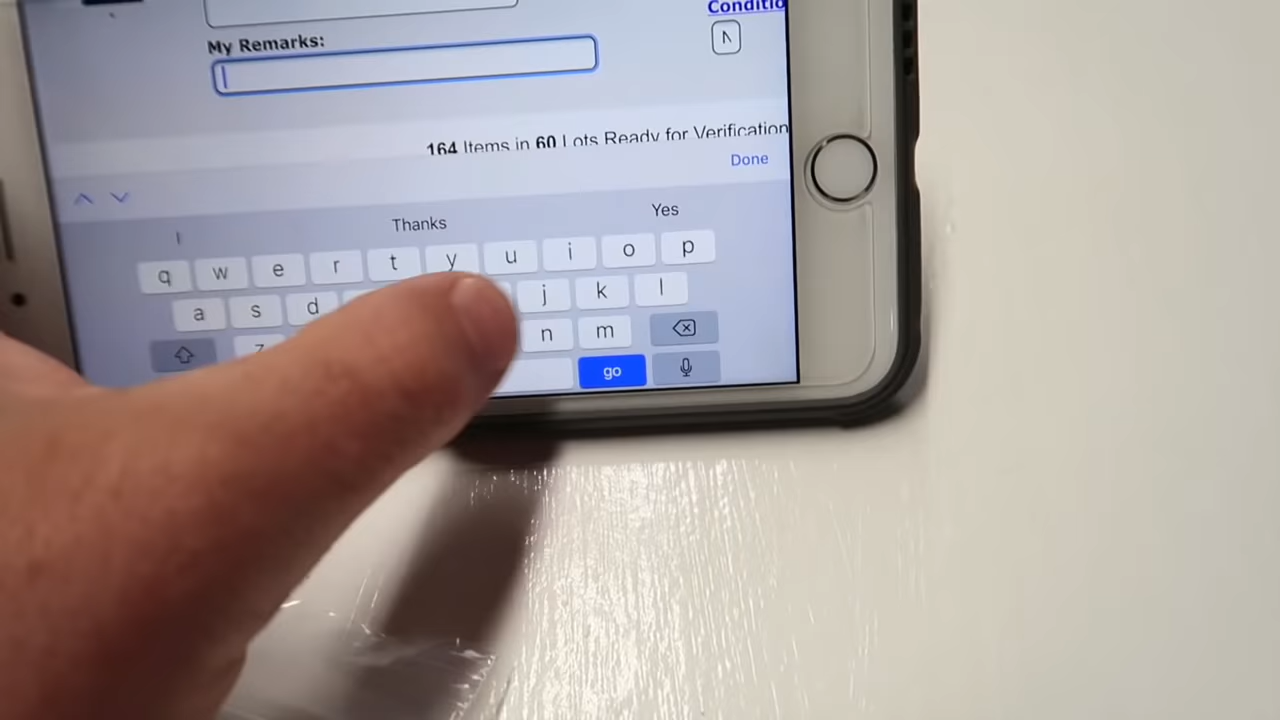 Conditio
My Remarks:
164 Items in 60 Lots Ready for Verification
Done
I Thanks Yes
q w e r t y u i o p
a s d j k l
z n m
go